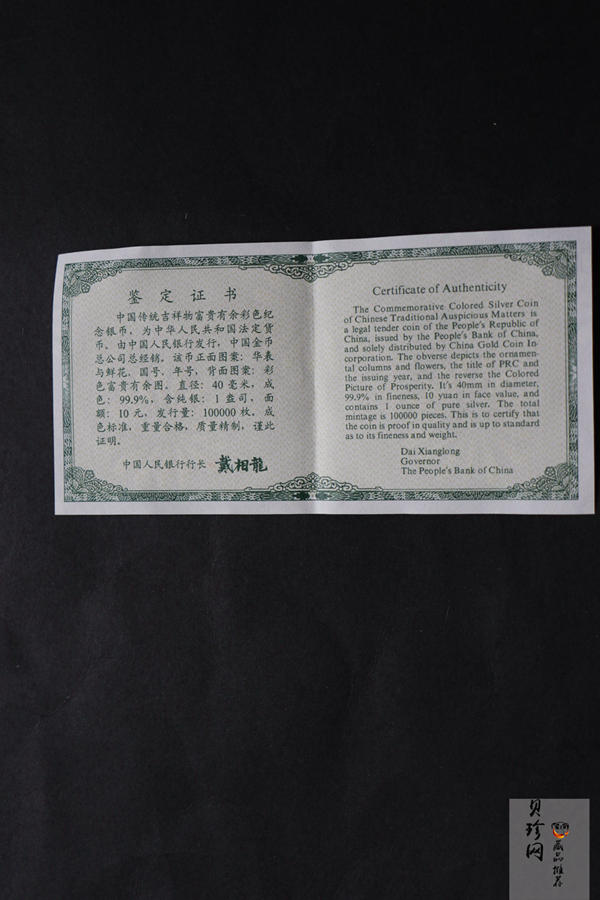 鉴定证书
中国传统吉祥物富贵有余彩色纪
念银币，为中华人民共和国法定货
币。由中国人民银行发行，中国金币
总公司总经销。该币正面图案：华表
与鲜花，国号、年号，背面图案：彩
色富贵有余图。直径：40毫米，成
色：99.9%，含纯银：1盎司，面
额：10元，发行量：100000枚。成
色标准，重量合格，质量精制，谨此
证明。
中国人民银行行长 戴相龍
Certificate of Authenticity
The Commemorative Colored Silver Coin
of Chinese Traditional Auspicious Matters is
a legal tender coin of the People's Republic of
China, issued by the People's Bank of China,
and solely distributed by China Gold Coin In-
corporation. The obverse depicts the ornamen-
tal columns and flowers, the title of PRC and
the issuing year, and the reverse the Colored
Picture of Prosperity. It's 40mm in diameter,
99.9% in fineness, 10 yuan in face value, and
contains 1 ounce of pure silver. The total
mintage is 100000 pieces. This is to certify that
the coin is proof in quality and is up to standard
as to its fineness and weight.
Dai Xianglong
Governor
The People's Bank of China
贝珍网
藏品推荐